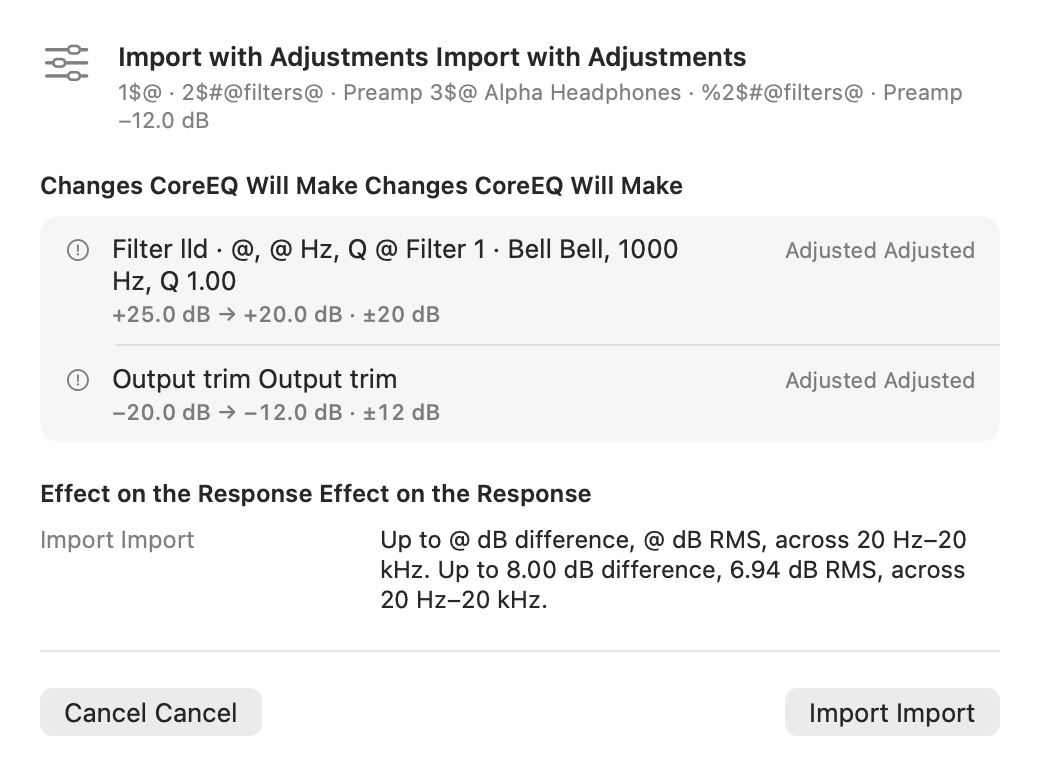 Import with Adjustments Import with Adjustments
1$@ · 2$#@filters@ · Preamp 3$@ Alpha Headphones · %2$#@filters@ · Preamp
−12.0 dB
Changes CoreEQ Will Make Changes CoreEQ Will Make
Filter lld · @, @ Hz, Q @ Filter 1 · Bell Bell, 1000
Hz, Q 1.00
Adjusted Adjusted
+25.0 dB → +20.0 dB · ±20 dB
Output trim Output trim
Adjusted Adjusted
−20.0 dB → −12.0 dB · ±12 dB
Effect on the Response Effect on the Response
Import Import
Up to @ dB difference, @ dB RMS, across 20 Hz–20
kHz. Up to 8.00 dB difference, 6.94 dB RMS, across
20 Hz–20 kHz.
Cancel Cancel
Import Import